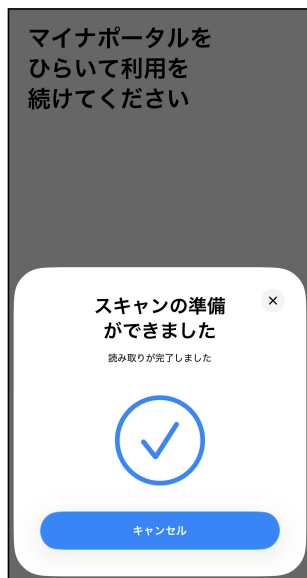 マイナポータルを
ひらいて利用を
続けてください
スキャンの準備
ができました
読み取りが完了しました
キャンセル